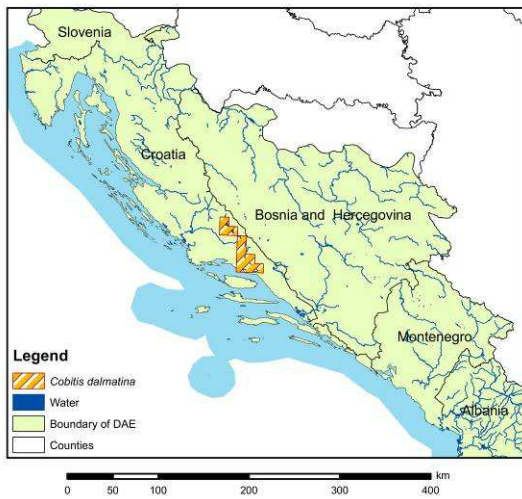 Slovenia
Croatia
Bosnia and Hercegovina
Montenegro
Albania
Legend
Cobitis dalmatina
Water
Boundary of DAE
Counties
km
0 50 100 200 300 400